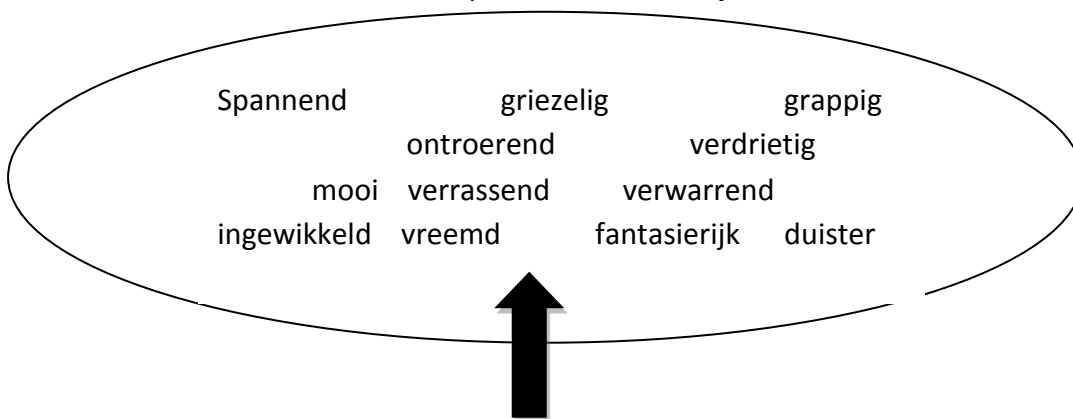 Spannend griezelig grappig
ontroerend verdrietig
mooi verrassend verwarrend
ingewikkeld vreemd fantasierijk duister